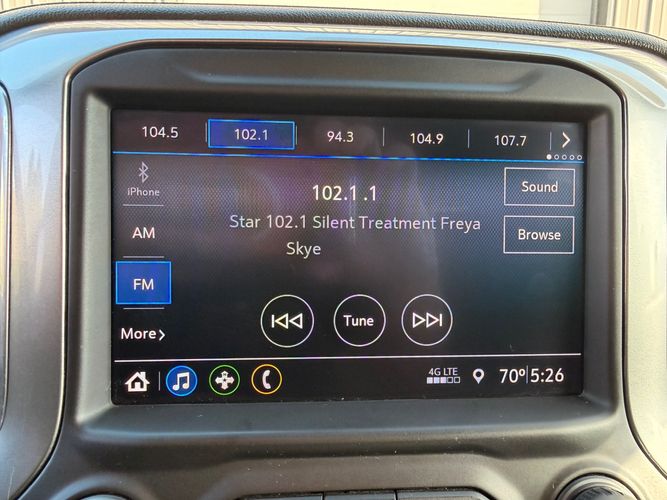 104.5 102.1 94.3 104.9 107.7
iPhone
102.1 .1
Sound
Star 102.1 Silent Treatment Freya
Skye
AM
Browse
FM
Tune
More
4G LTE
70° 5:26